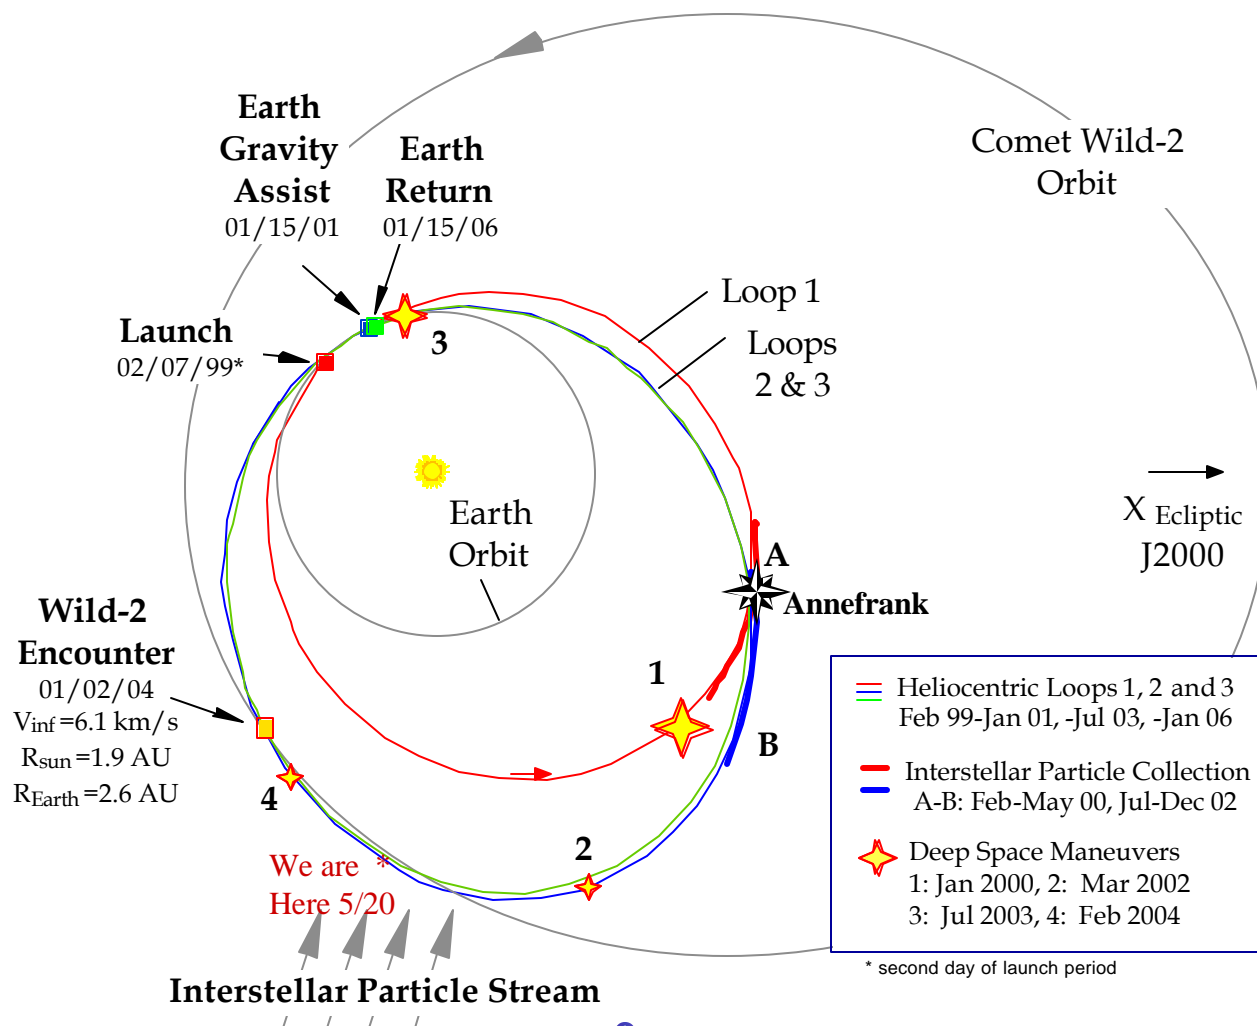 Earth
Gravity
Assist
01/15/01
Earth
Return
01/15/06
Comet Wild-2
Orbit
Launch
02/07/99*
3
Loop 1
Loops
2 & 3
Earth
Orbit
X Ecliptic
J2000
A
Annefrank
Wild-2
Encounter
01/02/04
Vinf =6.1 km/s
Rsun =1.9 AU
REarth =2.6 AU
1
B
4
2
We are *
Here 5/20
Interstellar Particle Stream
Heliocentric Loops 1, 2 and 3
Feb 99-Jan 01, -Jul 03, -Jan 06
Interstellar Particle Collection
A-B: Feb-May 00, Jul-Dec 02
Deep Space Maneuvers
1: Jan 2000, 2: Mar 2002
3: Jul 2003, 4: Feb 2004
* second day of launch period